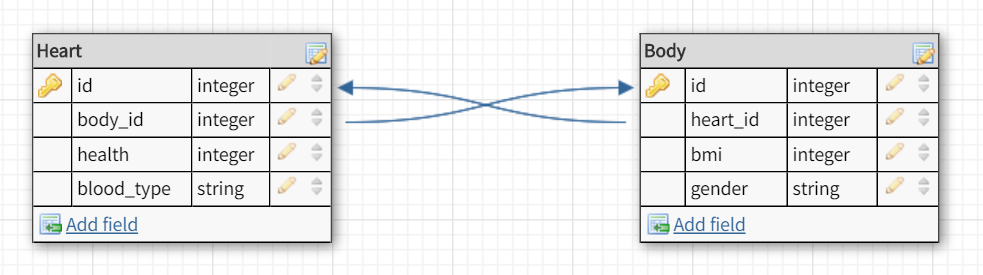 Heart
id integer
body_id integer
health integer
blood_type string
Add field
Body
id integer
heart_id integer
bmi integer
gender string
Add field